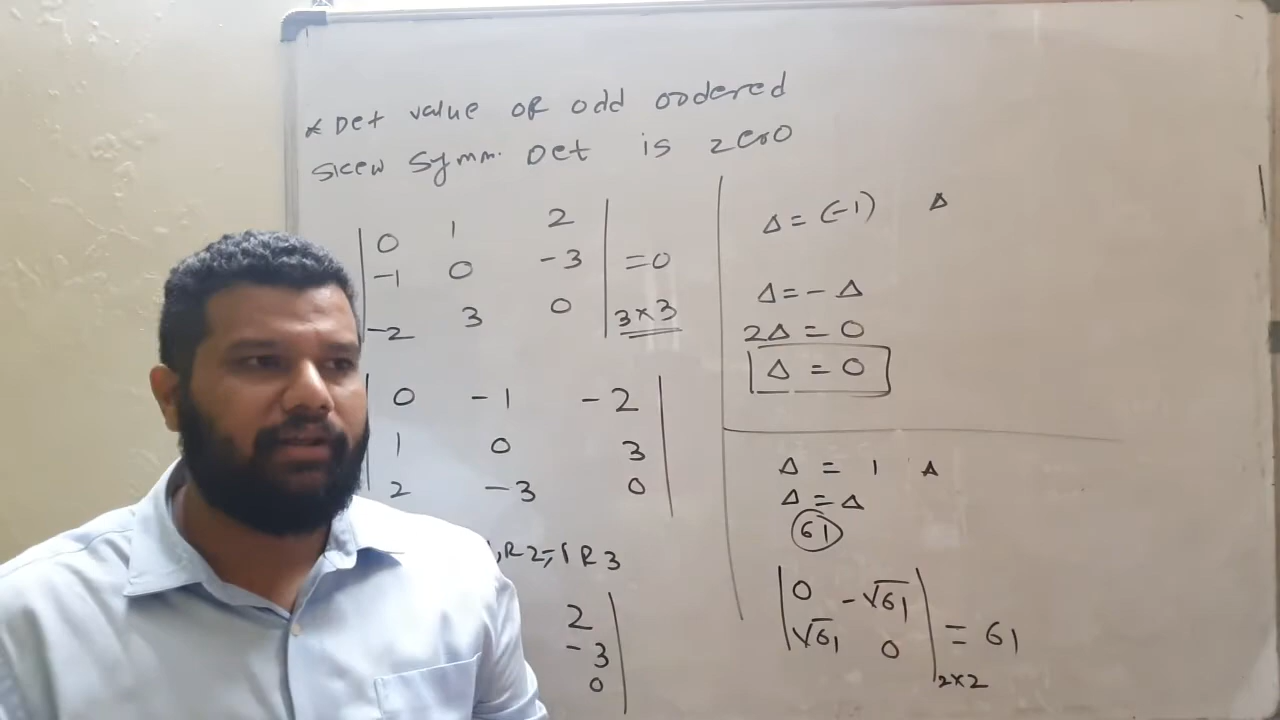 * Det value of odd ordered
skew symm. Det is zero
0 1 2
-1 0 -3 =0
-2 3 0 3×3
0 -1 -2
1 0 3
2 -3 0
,R2, R3
2
-3
0
Δ = (-1) Δ
Δ = - Δ
2Δ = 0
Δ = 0
Δ = 1 Δ
Δ = Δ
61
0 -√61
√61 0 = 61
2×2